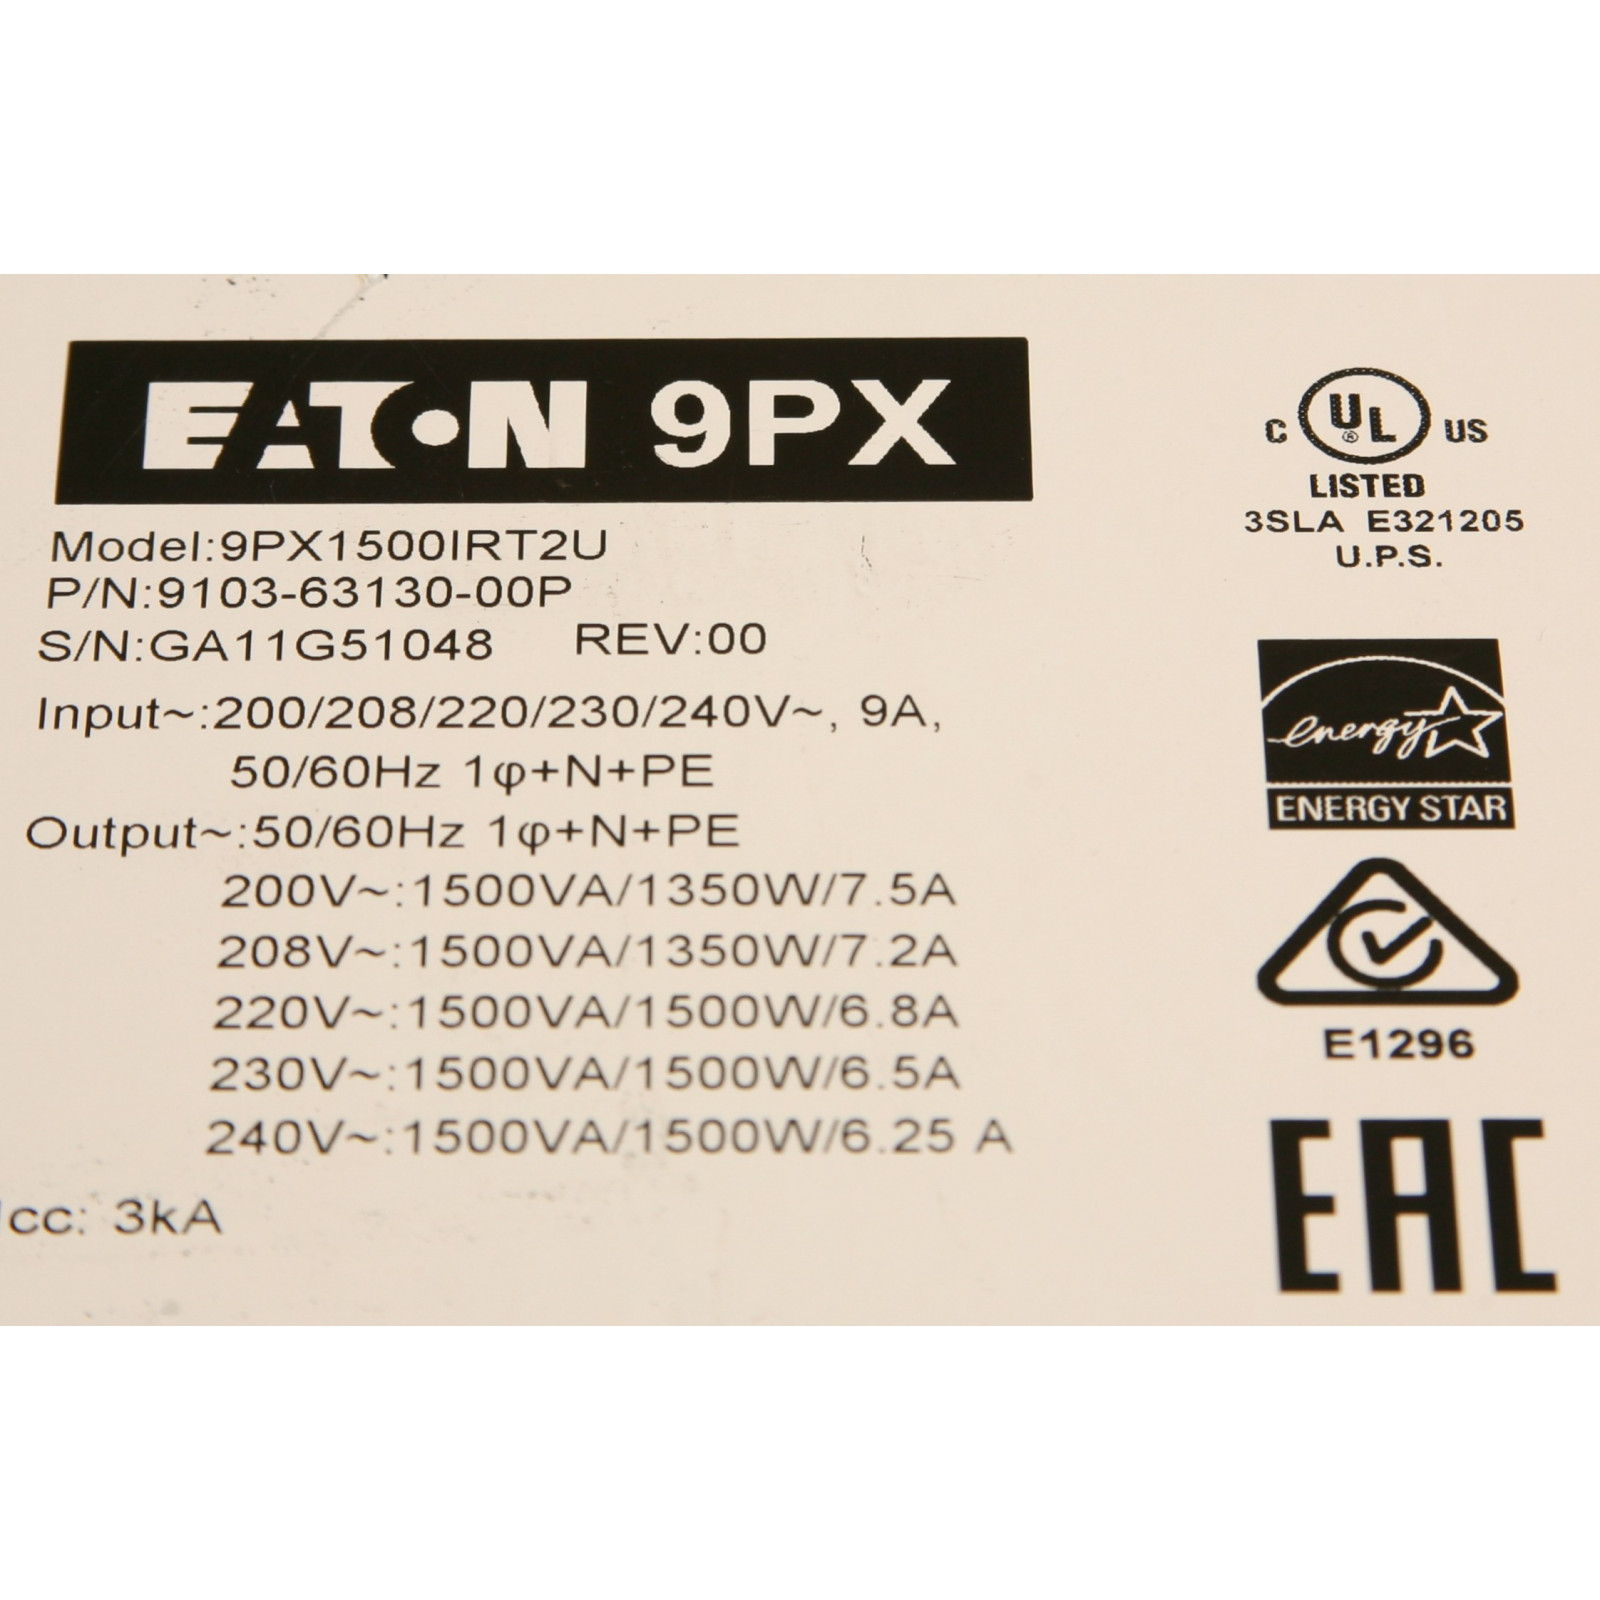 EATON 9PX
Model:9PX1500IRT2U
P/N:9103-63130-00P
S/N:GA11G51048 REV:00
Input~:200/208/220/230/240V~, 9A,
50/60Hz 1φ+N+PE
Output~:50/60Hz 1φ+N+PE
200V~:1500VA/1350W/7.5A
208V~:1500VA/1350W/7.2A
220V~:1500VA/1500W/6.8A
230V~:1500VA/1500W/6.5A
240V~:1500VA/1500W/6.25 A
Icc: 3kA
C UL® US
LISTED
3SLA E321205
U.P.S.
energy
ENERGY STAR
E1296
EAC